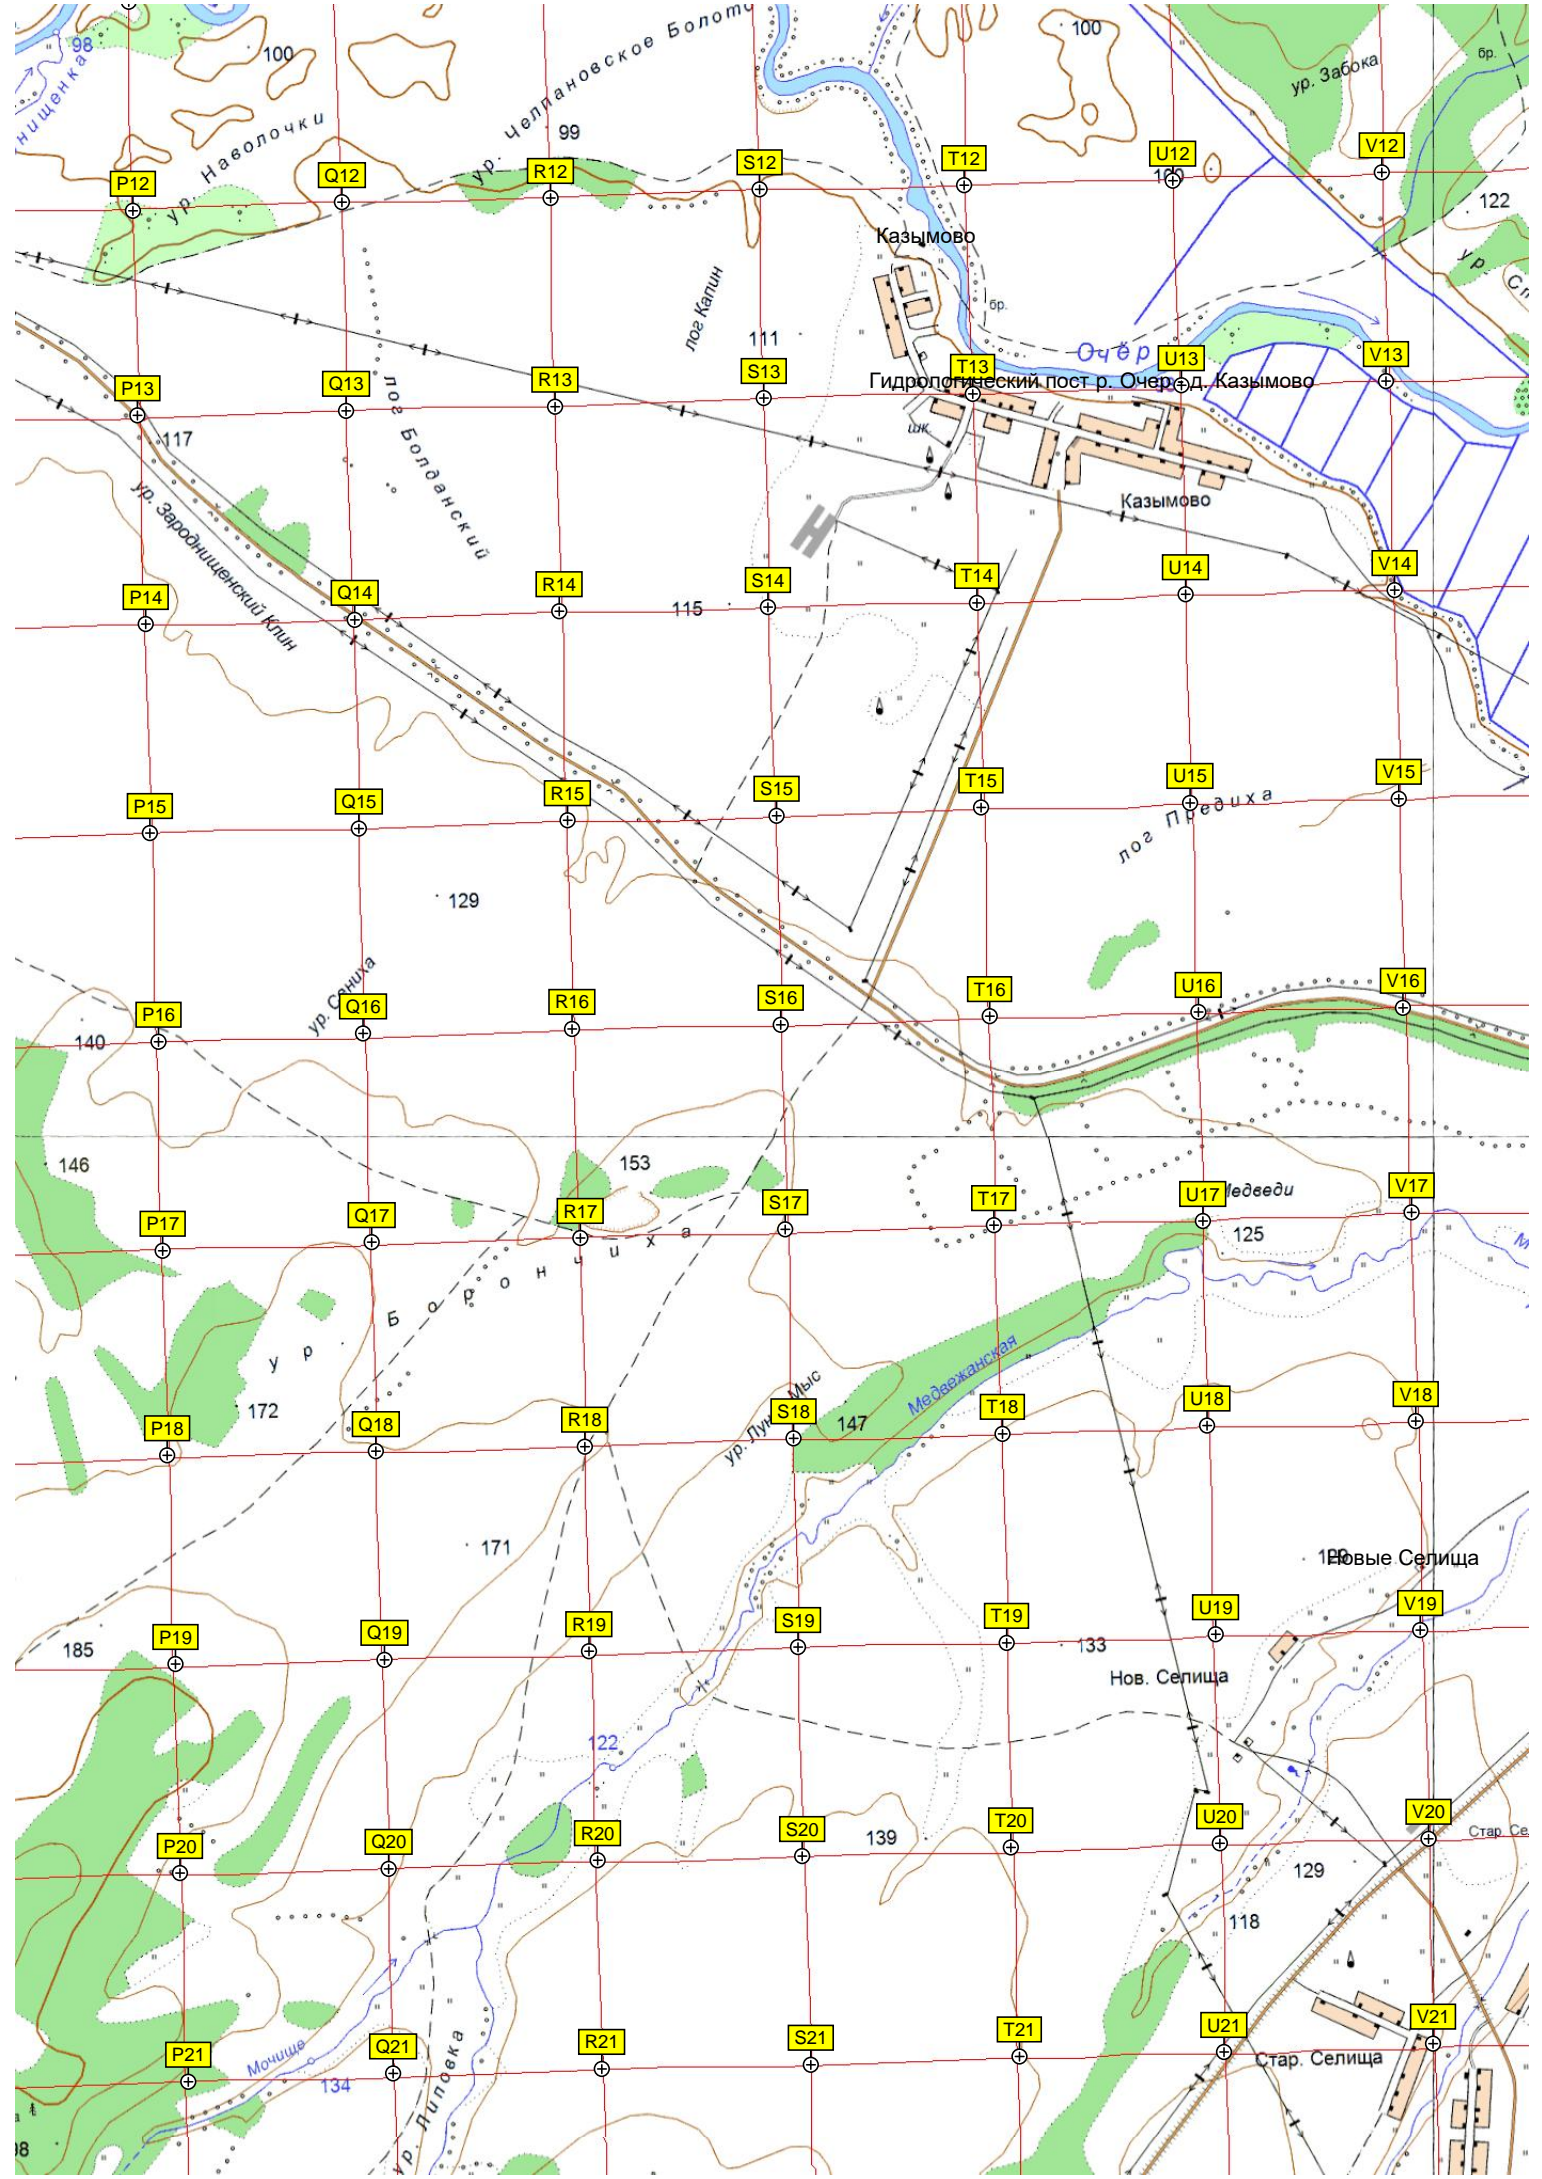 98
100
нищенка
ур. Наволочки
ур. Челпановское Болото
99
100
ур. Забока
бр.
P12
Q12
R12
S12
T12
U12
V12
122
ур.
Казымово
лог Капин
111
бр.
Очёр
P13
Q13
R13
S13
T13
U13
V13
Гидрологический пост р. Очер - д. Казымово
117
лог Болданский
шк.
Казымово
ур. Зароднищенский Клин
P14
Q14
R14
115
S14
T14
U14
V14
P15
Q15
R15
S15
T15
U15
V15
лог Предиха
129
ур. Сениха
P16
Q16
R16
S16
T16
U16
V16
140
146
153
P17
Q17
R17
S17
T17
U17
V17
125
ур. Борончиха
Медвежанская
172
P18
Q18
R18
S18
T18
U18
V18
147
171
Новые Селища
185
P19
Q19
R19
S19
T19
U19
V19
133
Нов. Селища
122
P20
Q20
R20
S20
T20
U20
V20
139
Стар. Се
129
118
P21
Q21
R21
S21
T21
U21
V21
Мочище
134
Стар. Селища
ур. Липовка